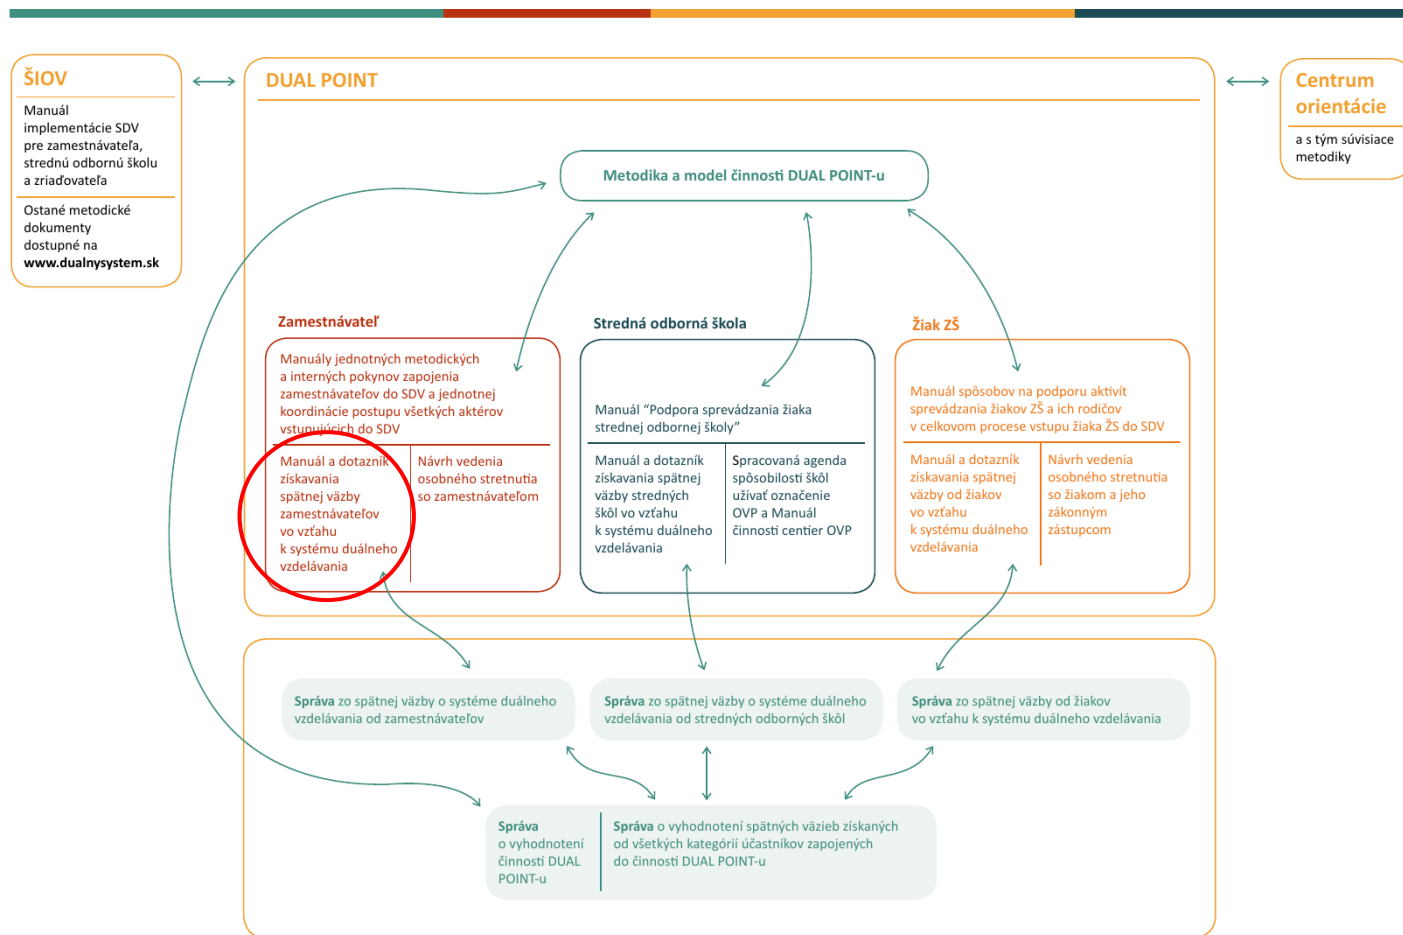 ŠIOV
Manuál
implementácie SDV
pre zamestnávateľa,
strednú odbornú školu
a zriaďovateľa
Ostané metodické
dokumenty
dostupné na
www.dualnysystem.sk
DUAL POINT
Centrum
orientácie
a s tým súvisiace
metodiky
Metodika a model činnosti DUAL POINT-u
Zamestnávateľ
Manuály jednotných metodických
a interných pokynov zapojenia
zamestnávateľov do SDV a jednotnej
koordinácie postupu všetkých aktérov
vstupujúcich do SDV
Manuál a dotazník
získavania
spätnej väzby
zamestnávateľov
vo vzťahu
k systému duálneho
vzdelávania
Návrh vedenia
osobného stretnutia
so zamestnávateľom
Stredná odborná škola
Manuál “Podpora sprevádzania žiaka
strednej odbornej školy”
Manuál a dotazník
získavania spätnej
väzby stredných
škôl vo vzťahu
k systému duálneho
vzdelávania
Spracovaná agenda
spôsobilostí škôl
užívať označenie
OVP a Manuál
činnosti centier OVP
Žiak ZŠ
Manuál spôsobov na podporu aktivít
sprevádzania žiakov ZŠ a ich rodičov
v celkovom procese vstupu žiaka ŽS do SDV
Manuál a dotazník
získavania spätnej
väzby od žiakov
vo vzťahu
k systému duálneho
vzdelávania
Návrh vedenia
osobného stretnutia
so žiakom a jeho
zákonným
zástupcom
Správa zo spätnej väzby o systéme duálneho
vzdelávania od zamestnávateľov
Správa zo spätnej väzby o systéme duálneho
vzdelávania od stredných odborných škôl
Správa zo spätnej väzby od žiakov
vo vzťahu k systému duálneho vzdelávania
Správa
o vyhodnotení
činnosti DUAL
POINT-u
Správa o vyhodnotení spätných väzieb získaných
od všetkých kategórií účastníkov zapojených
do činnosti DUAL POINT-u